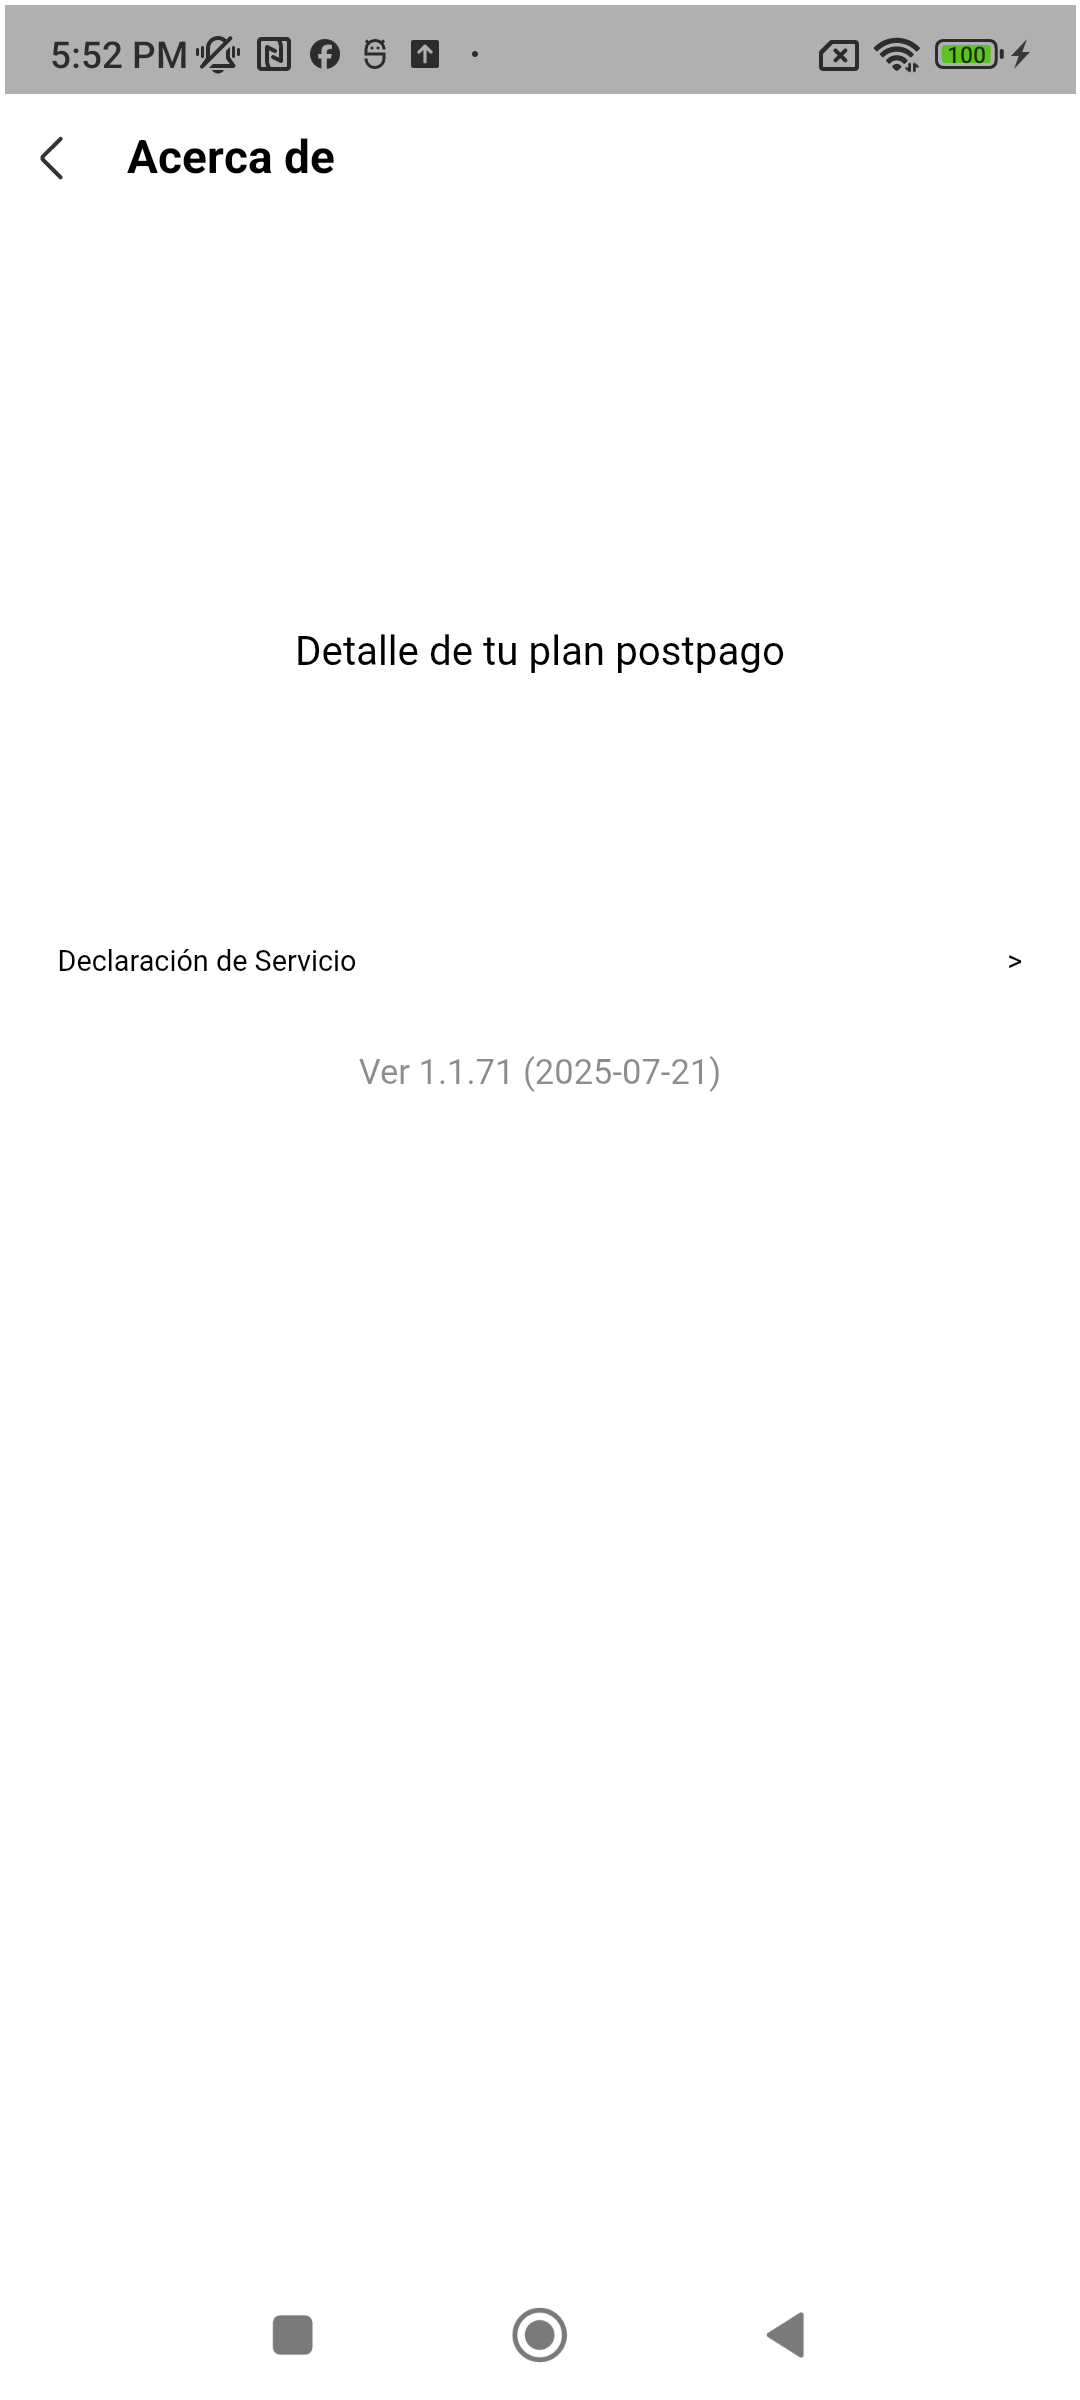 5:52 PM
100
Acerca de
Detalle de tu plan postpago
Declaración de Servicio >
Ver 1.1.71 (2025-07-21)